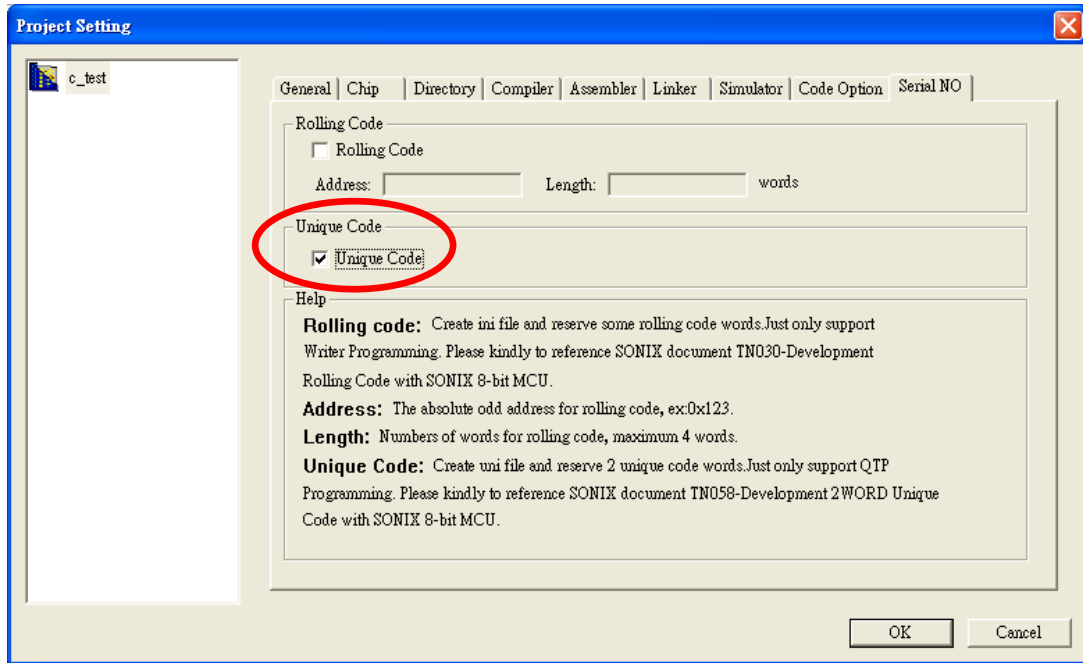 Project Setting
c_test
General Chip Directory Compiler Assembler Linker Simulator Code Option Serial NO
Rolling Code
Rolling Code
Address: Length: words
Unique Code
Unique Code
Help
Rolling code: Create ini file and reserve some rolling code words.Just only support
Writer Programming. Please kindly to reference SONIX document TN030-Development
Rolling Code with SONIX 8-bit MCU.
Address: The absolute odd address for rolling code, ex:0x123.
Length: Numbers of words for rolling code, maximum 4 words.
Unique Code: Create uni file and reserve 2 unique code words.Just only support QTP
Programming. Please kindly to reference SONIX document TN058-Development 2WORD Unique
Code with SONIX 8-bit MCU.
OK Cancel